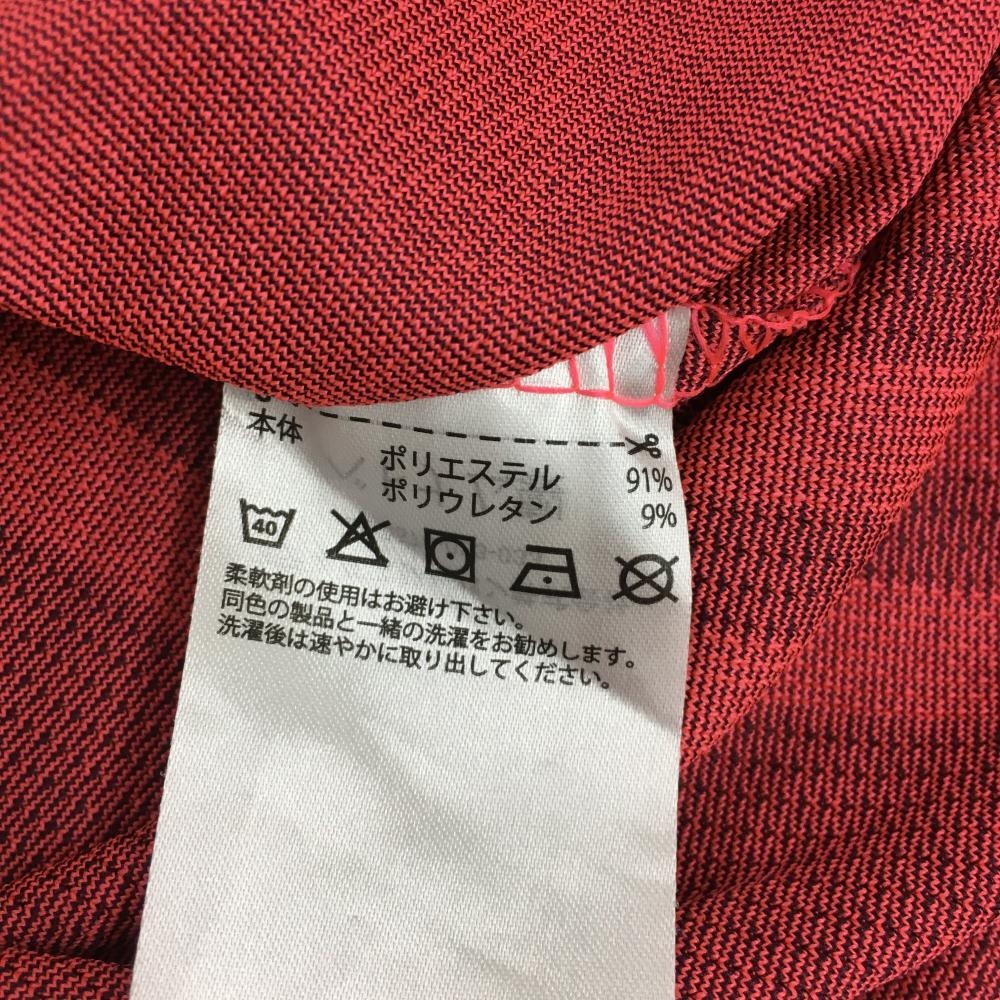 本体
ポリエステル 91%
ポリウレタン 9%
40
柔軟剤の使用はお避け下さい。
同色の製品と一緒の洗濯をお勧めします。
洗濯後は速やかに取り出してください。